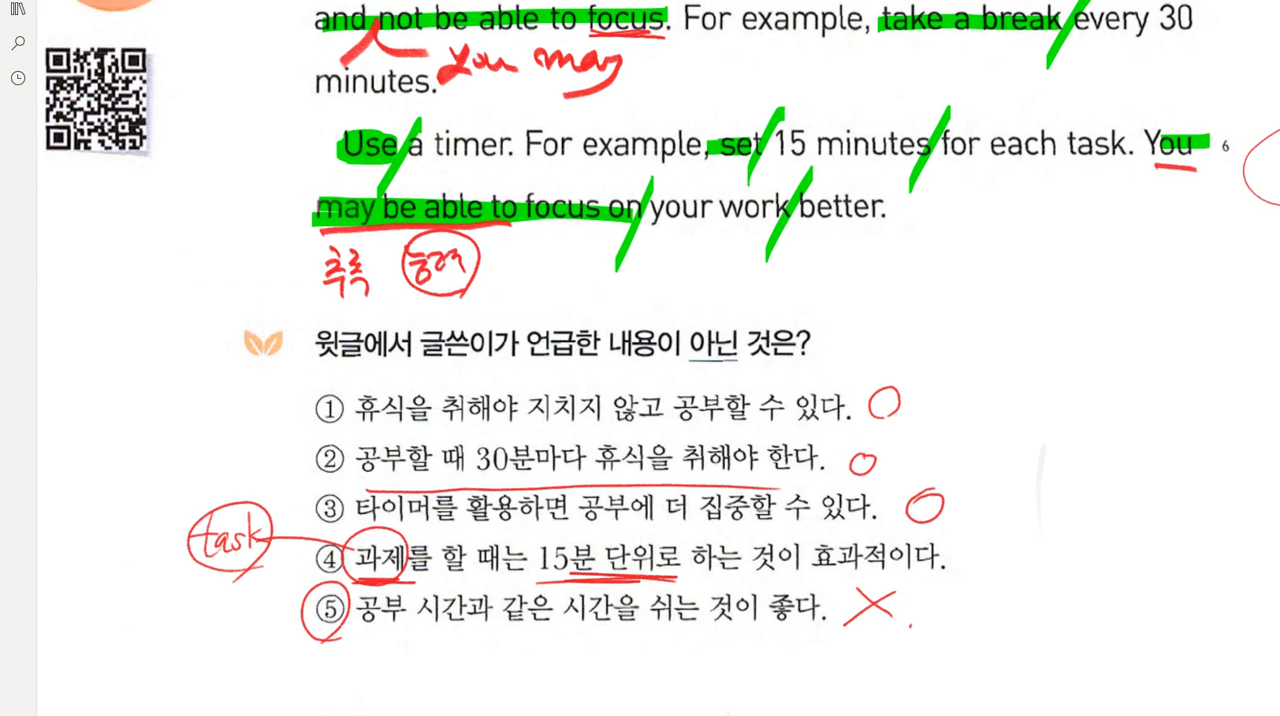 and not be able to focus. For example, take a break every 30
You may
minutes.
Use a timer. For example, set 15 minutes for each task. You
6
may be able to focus on your work better.
추측 능력
윗글에서 글쓴이가 언급한 내용이 아닌 것은?
① 휴식을 취해야 지치지 않고 공부할 수 있다.
② 공부할 때 30분마다 휴식을 취해야 한다.
③ 타이머를 활용하면 공부에 더 집중할 수 있다.
task
④ 과제를 할 때는 15분 단위로 하는 것이 효과적이다.
⑤ 공부 시간과 같은 시간을 쉬는 것이 좋다.